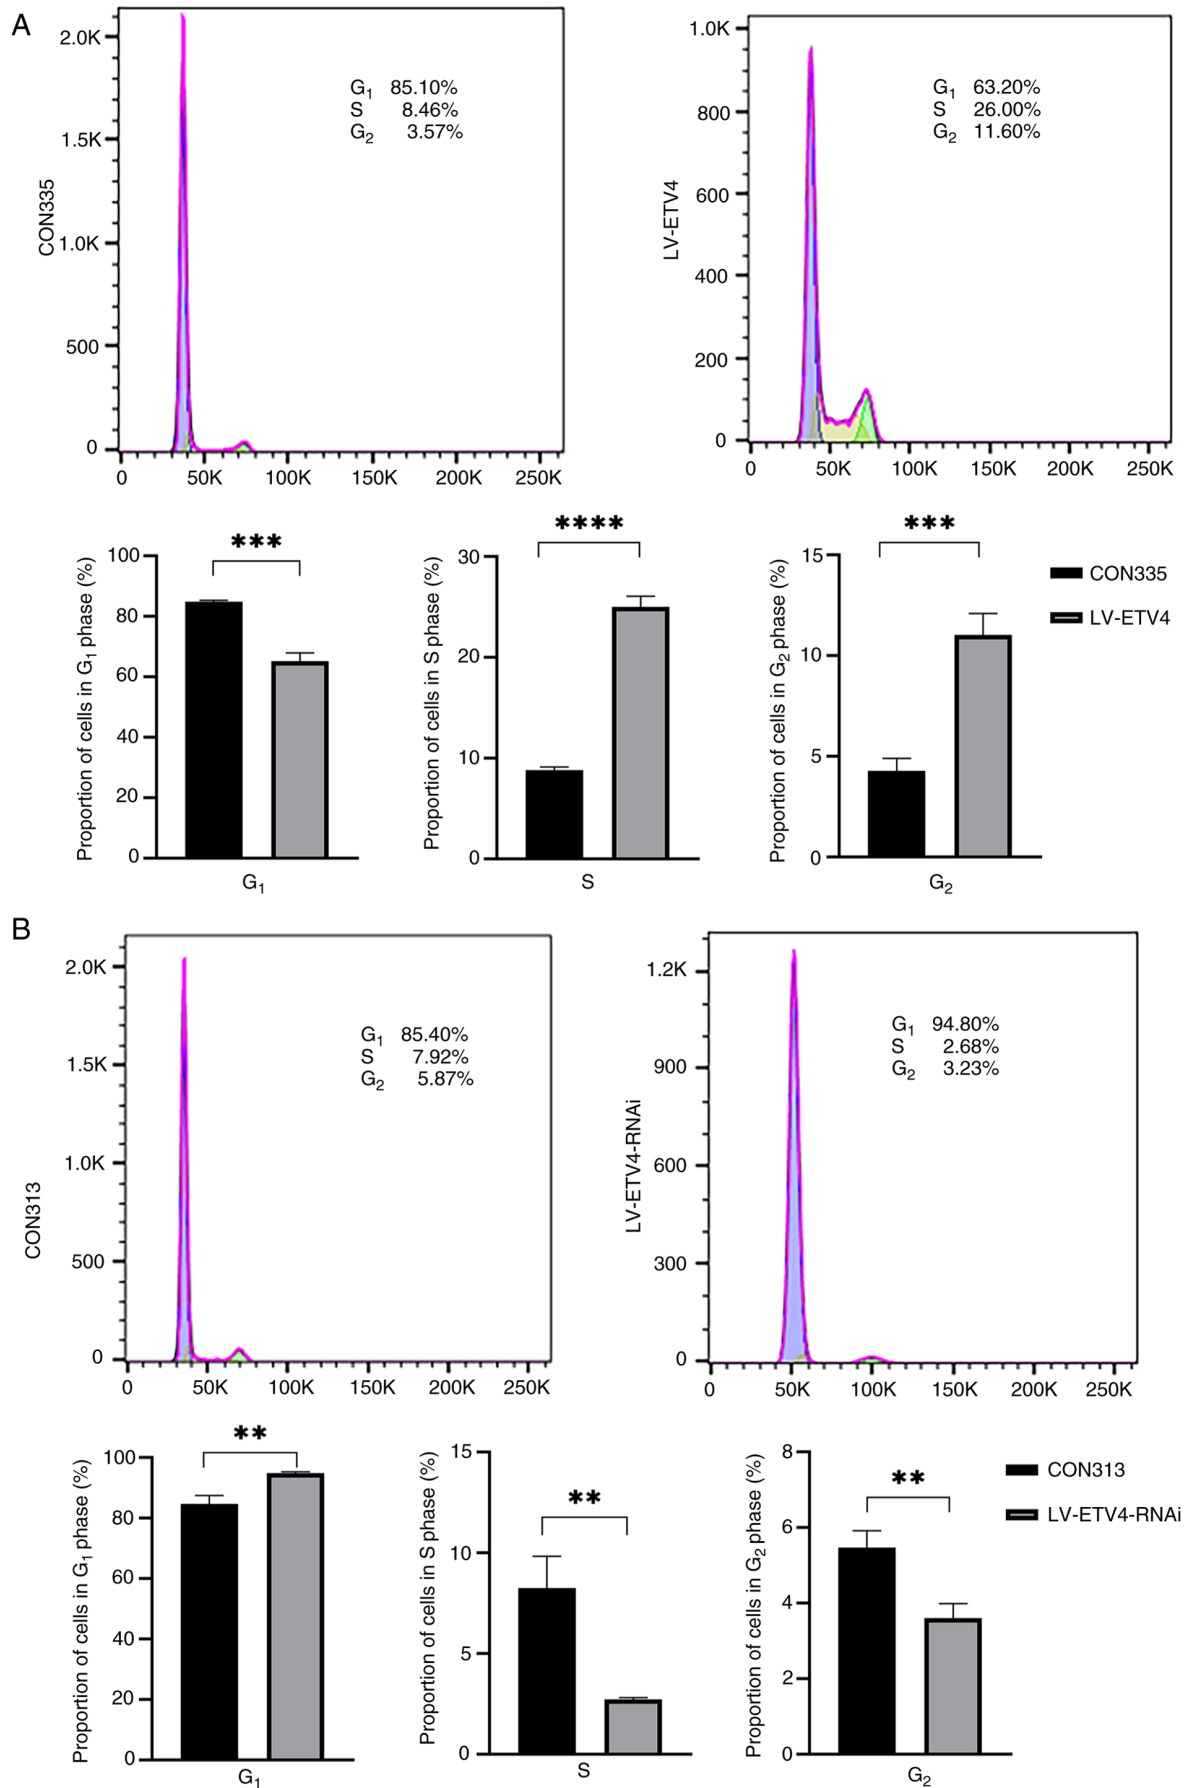 A
CON335
2.0K
1.5K
1.0K
500
0
0 50K 100K 150K 200K 250K
G1 85.10%
S 8.46%
G2 3.57%
LV-ETV4
1.0K
800
600
400
200
0
0 50K 100K 150K 200K 250K
G1 63.20%
S 26.00%
G2 11.60%
Proportion of cells in G1 phase (%)
100
80
60
40
20
0
***
G1
Proportion of cells in S phase (%)
30
20
10
0
****
S
Proportion of cells in G2 phase (%)
15
10
5
0
***
G2
CON335
LV-ETV4
B
CON313
2.0K
1.5K
1.0K
500
0
0 50K 100K 150K 200K 250K
G1 85.40%
S 7.92%
G2 5.87%
LV-ETV4-RNAi
1.2K
900
600
300
0
0 50K 100K 150K 200K 250K
G1 94.80%
S 2.68%
G2 3.23%
Proportion of cells in G1 phase (%)
100
80
60
40
20
0
**
G1
Proportion of cells in S phase (%)
15
10
5
0
**
S
Proportion of cells in G2 phase (%)
8
6
4
2
0
**
G2
CON313
LV-ETV4-RNAi